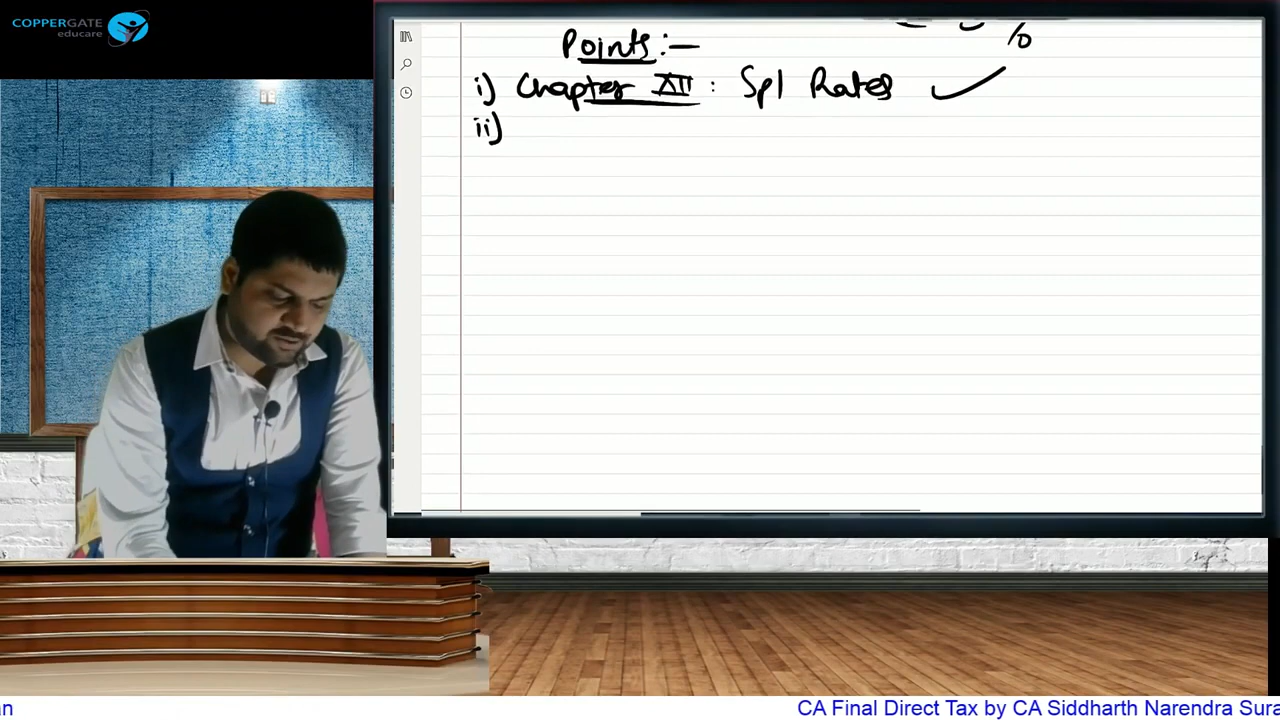 COPPERGATE
educare
%
Points :-
i) Chapter XII : Spl Rates ✓
ii)
n
CA Final Direct Tax by CA Siddharth Narendra Sura